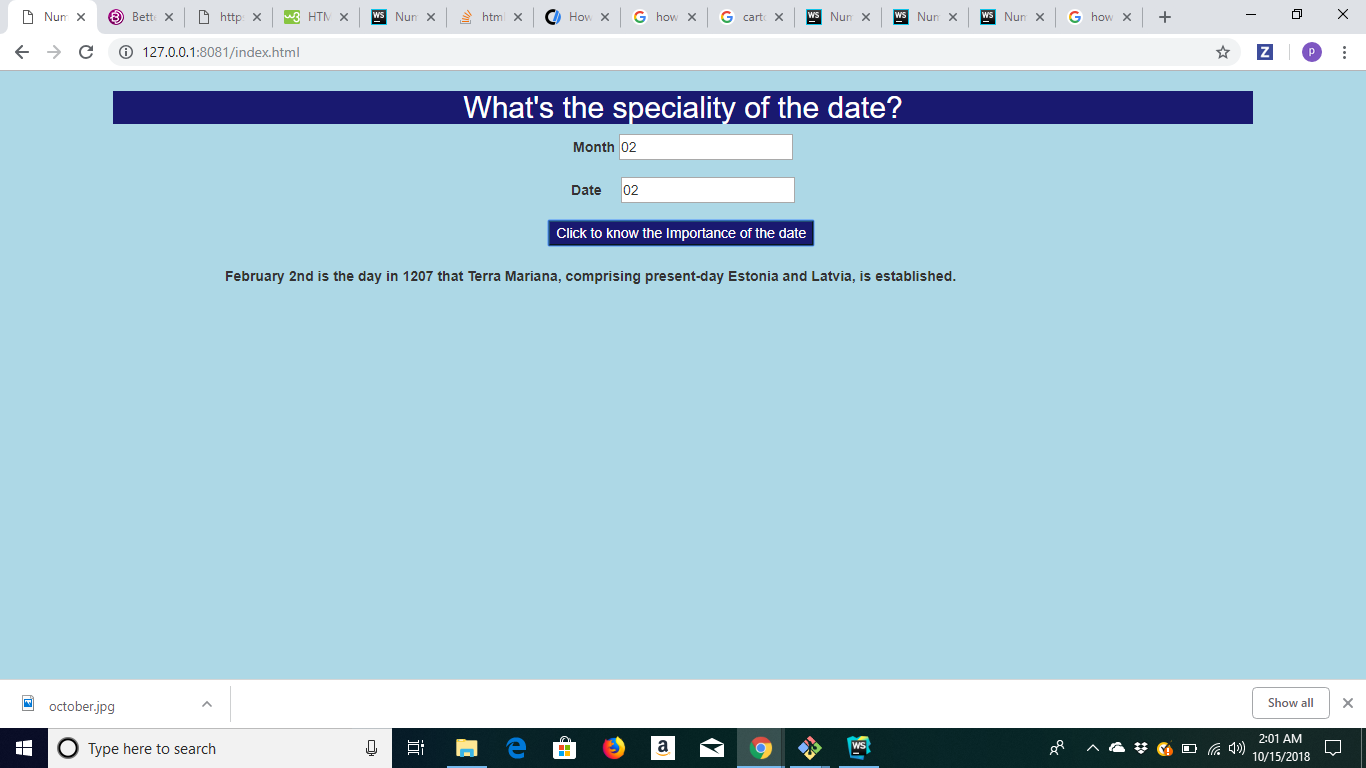 Num
Bett
http
HTM
Num
html
How
how
cart
Num
Num
Num
how
127.0.0.1:8081/index.html
Z
P
What's the speciality of the date?
Month 02
Date 02
Click to know the Importance of the date
February 2nd is the day in 1207 that Terra Mariana, comprising present-day Estonia and Latvia, is established.
october.jpg
Show all
Type here to search
2:01 AM
10/15/2018